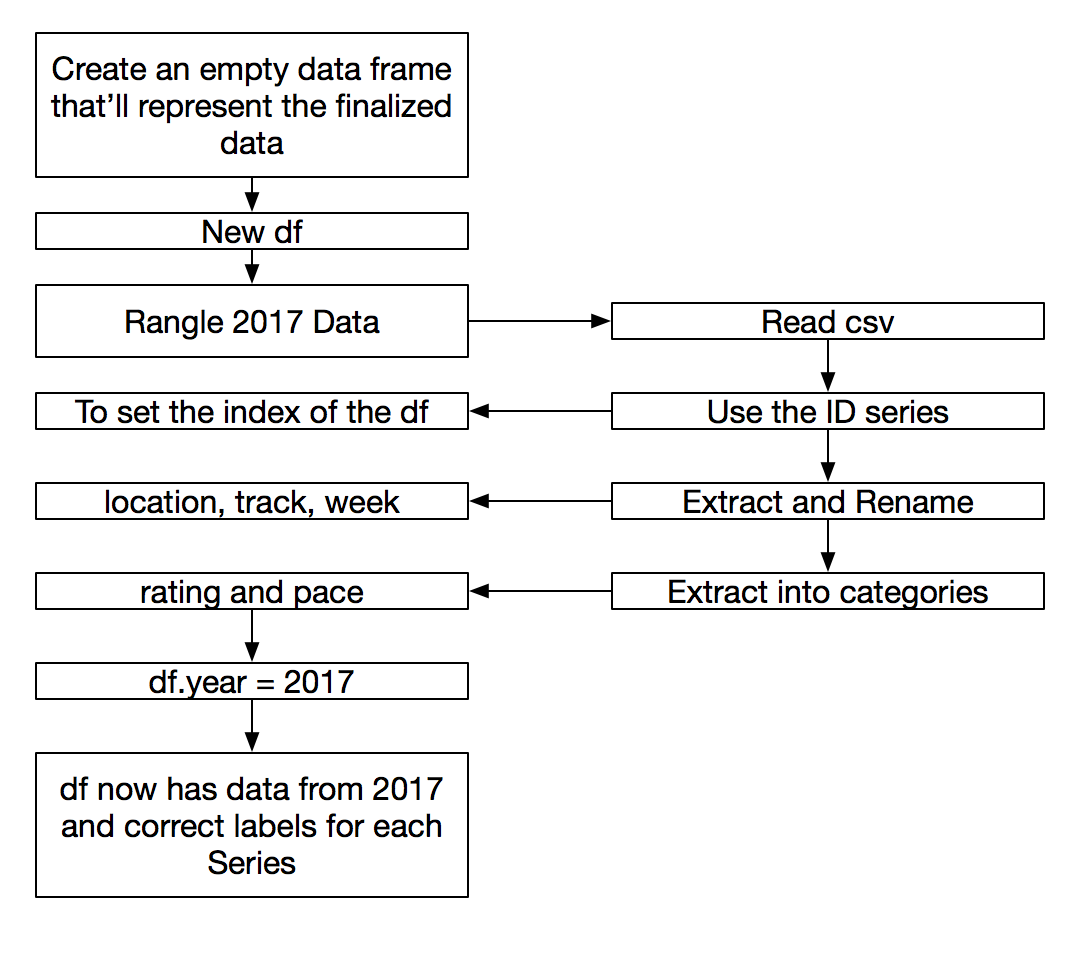 Create an empty data frame
that’ll represent the finalized
data
New df
Rangle 2017 Data
Read csv
To set the index of the df
Use the ID series
location, track, week
Extract and Rename
rating and pace
Extract into categories
df.year = 2017
df now has data from 2017
and correct labels for each
Series